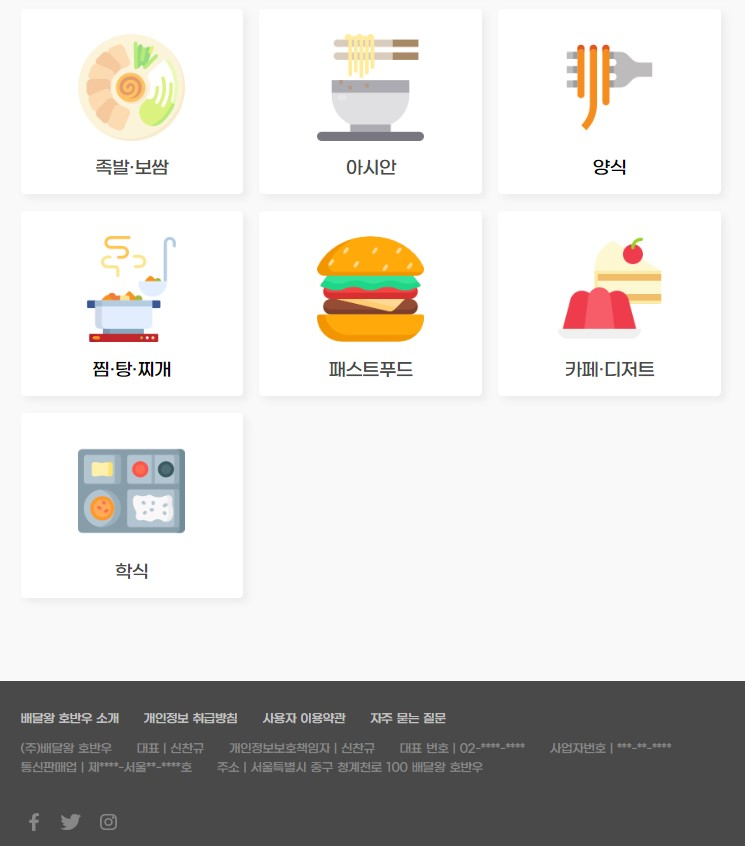 족발·보쌈 아시안 양식
찜·탕·찌개 패스트푸드 카페·디저트
학식
배달왕 호반우 소개 개인정보 취급방침 사용자 이용약관 자주 묻는 질문
(주)배달왕 호반우 대표 | 신찬규 개인정보보호책임자 | 신찬규 대표 번호 | 02-****-**** 사업자번호 | ***-**-****
통신판매업 | 제****-서울**-****호 주소 | 서울특별시 중구 청계천로 100 배달왕 호반우